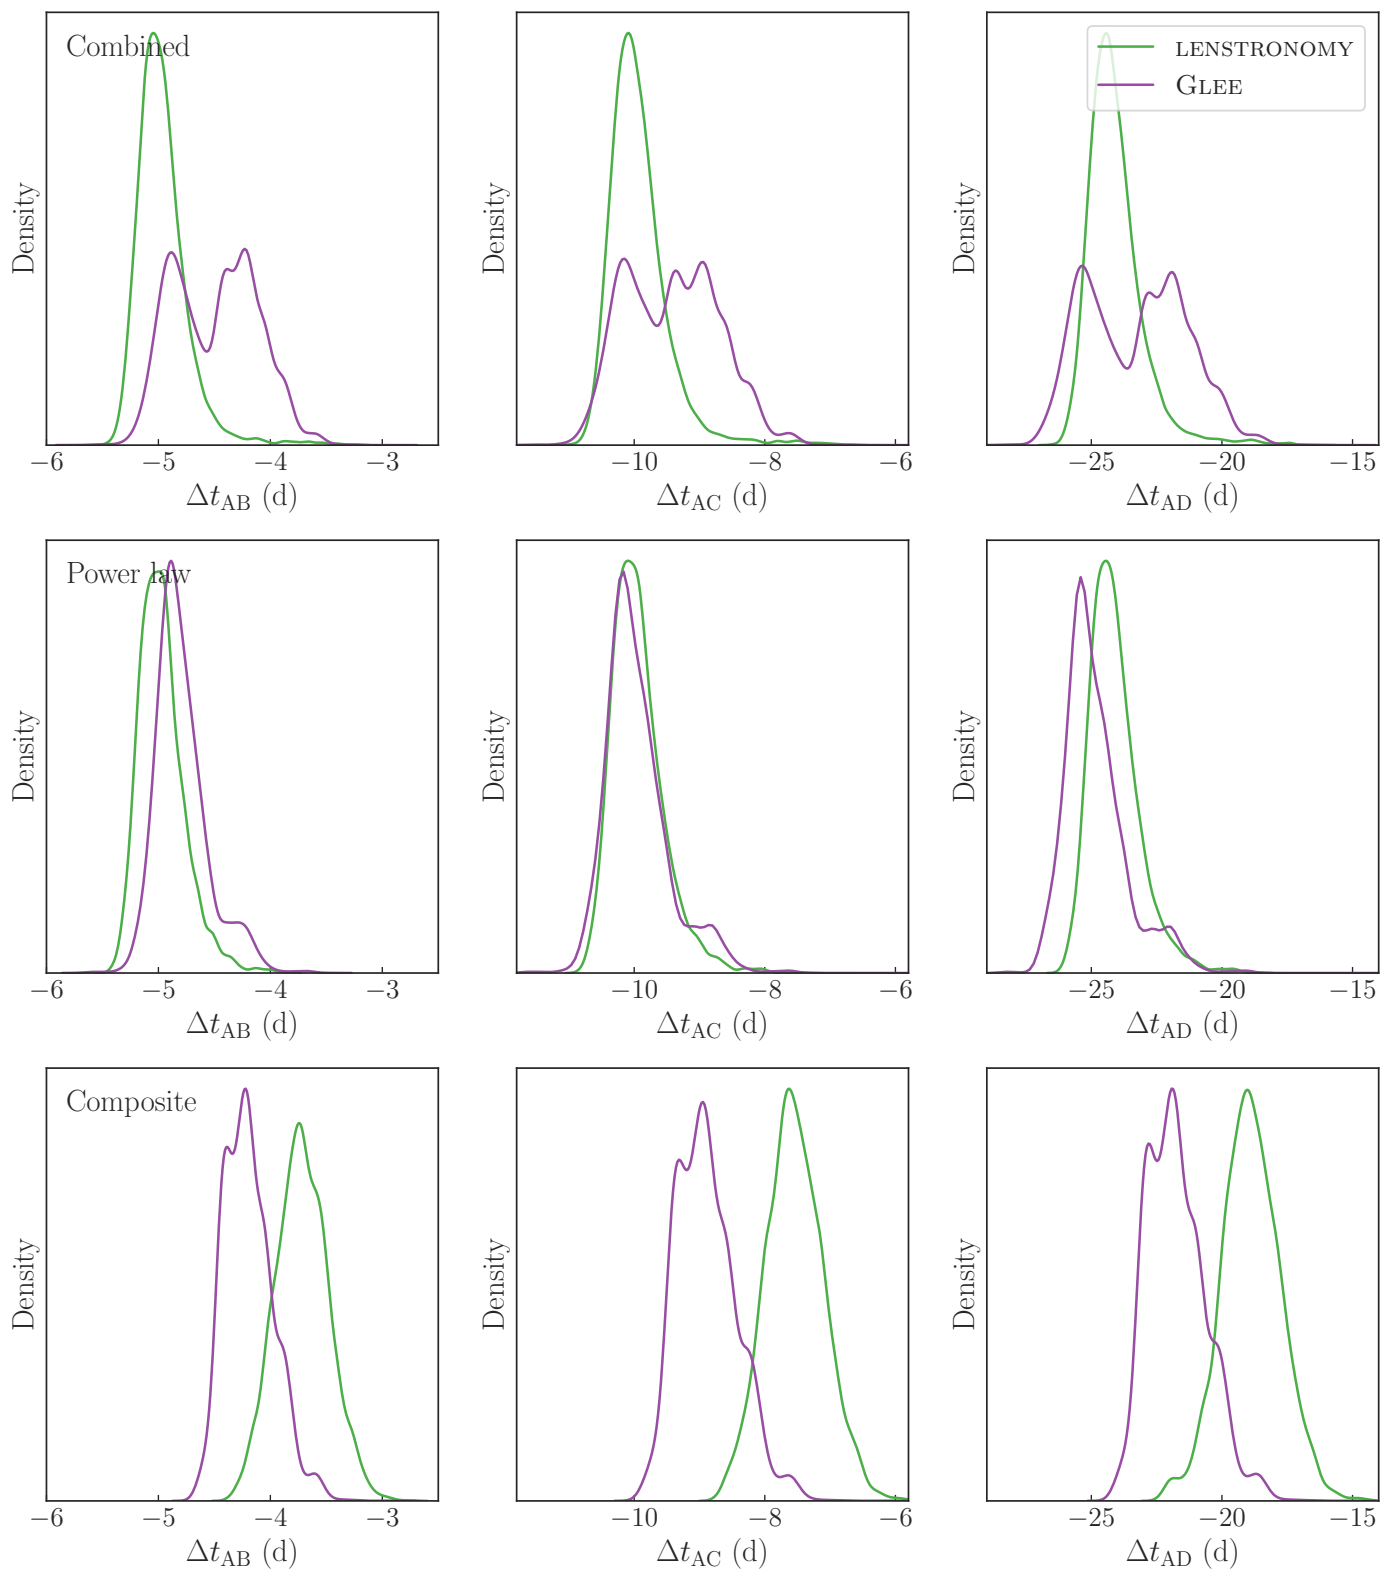 Combined
LENSTRONOMY
GLEE
Density
Density
Density
−6 −5 −4 −3
−10 −8 −6
−25 −20 −15
Δt_AB (d)
Δt_AC (d)
Δt_AD (d)
Power law
Density
Density
Density
−6 −5 −4 −3
−10 −8 −6
−25 −20 −15
Δt_AB (d)
Δt_AC (d)
Δt_AD (d)
Composite
Density
Density
Density
−6 −5 −4 −3
−10 −8 −6
−25 −20 −15
Δt_AB (d)
Δt_AC (d)
Δt_AD (d)